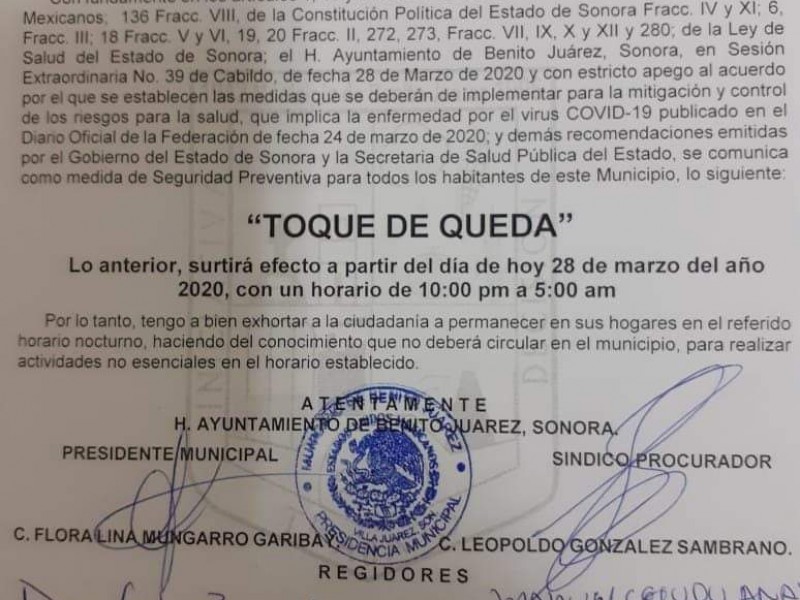 Mexicanos; 136 Fracc. VIII, de la Constitución Política del Estado de Sonora Fracc. IV y XI; 6,
Fracc. III; 18 Fracc. V y VI, 19, 20 Fracc. II, 272, 273, Fracc. VII, IX, X y XII y 280; de la Ley de
Salud del Estado de Sonora; el H. Ayuntamiento de Benito Juárez, Sonora, en Sesión
Extraordinaria No. 39 de Cabildo, de fecha 28 de Marzo de 2020 y con estricto apego al acuerdo
por el que se establecen las medidas que se deberán de implementar para la mitigación y control
de los riesgos para la salud, que implica la enfermedad por el virus COVID-19 publicado en el
Diario Oficial de la Federación de fecha 24 de marzo de 2020; y demás recomendaciones emitidas
por el Gobierno del Estado de Sonora y la Secretaria de Salud Pública del Estado, se comunica
como medida de Seguridad Preventiva para todos los habitantes de este Municipio, lo siguiente:
“TOQUE DE QUEDA”
Lo anterior, surtirá efecto a partir del día de hoy 28 de marzo del año
2020, con un horario de 10:00 pm a 5:00 am
Por lo tanto, tengo a bien exhortar a la ciudadanía a permanecer en sus hogares en el referido
horario nocturno, haciendo del conocimiento que no deberá circular en el municipio, para realizar
actividades no esenciales en el horario establecido.
ATENTAMENTE
H. AYUNTAMIENTO DE BENITO JUAREZ, SONORA.
PRESIDENTE MUNICIPAL
SINDICO PROCURADOR
ESTADOS UNIDOS MEXICANOS
VILLA JUAREZ, SON
PRESIDENCIA MUNICIPAL
C. FLORA LINA MUNGARRO GARIBAY.
C. LEOPOLDO GONZALEZ SAMBRANO.
REGIDORES